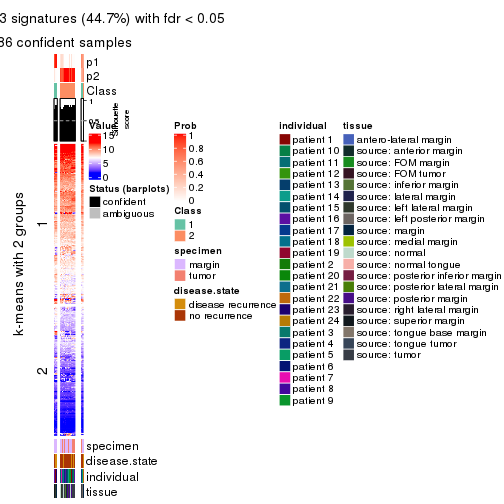 3 signatures (44.7%) with fdr < 0.05
36 confident samples
p1
p2
Class
1
0.5
Silhouette
score
k-means with 2 groups
1
2
specimen
disease.state
individual
tissue
Value
15
10
5
0
Status (barplots)
confident
ambiguous
Prob
1
0.8
0.6
0.4
0.2
0
Class
1
2
specimen
margin
tumor
disease.state
disease recurrence
no recurrence
individual
patient 1
patient 10
patient 11
patient 12
patient 13
patient 14
patient 15
patient 16
patient 17
patient 18
patient 19
patient 2
patient 20
patient 21
patient 22
patient 23
patient 24
patient 3
patient 4
patient 5
patient 6
patient 7
patient 8
patient 9
tissue
antero-lateral margin
source: anterior margin
source: FOM margin
source: FOM tumor
source: inferior margin
source: lateral margin
source: left lateral margin
source: left posterior margin
source: margin
source: medial margin
source: normal
source: normal tongue
source: posterior inferior margin
source: posterior lateral margin
source: posterior margin
source: right lateral margin
source: superior margin
source: tongue base margin
source: tongue tumor
source: tumor